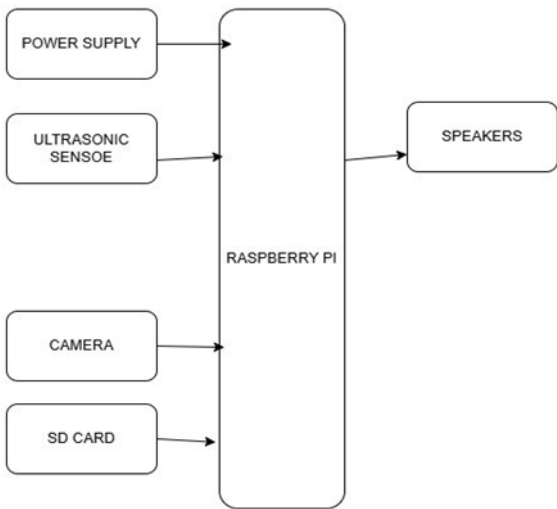 POWER SUPPLY
ULTRASONIC
SENSOE
CAMERA
SD CARD
RASPBERRY PI
SPEAKERS